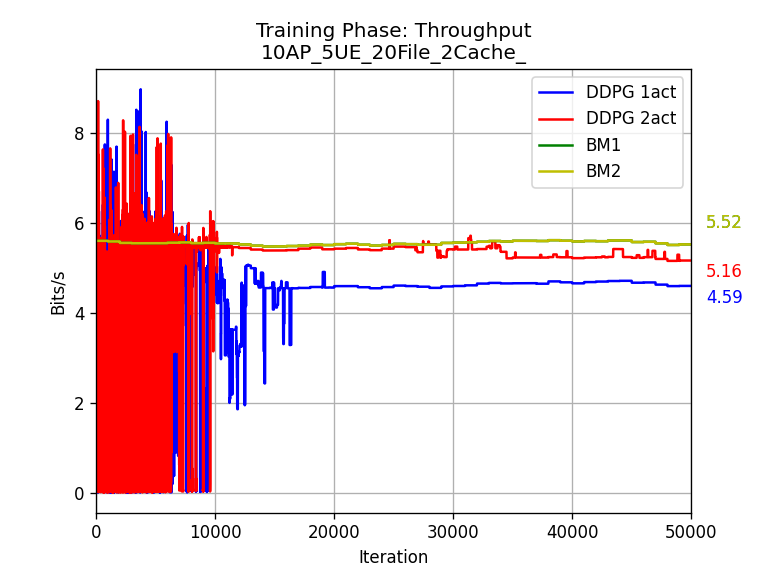 Training Phase: Throughput
10AP_5UE_20File_2Cache_
DDPG 1act
DDPG 2act
BM1
BM2
Bits/s
8
6
4
2
0
5.52
5.16
4.59
0 10000 20000 30000 40000 50000
Iteration